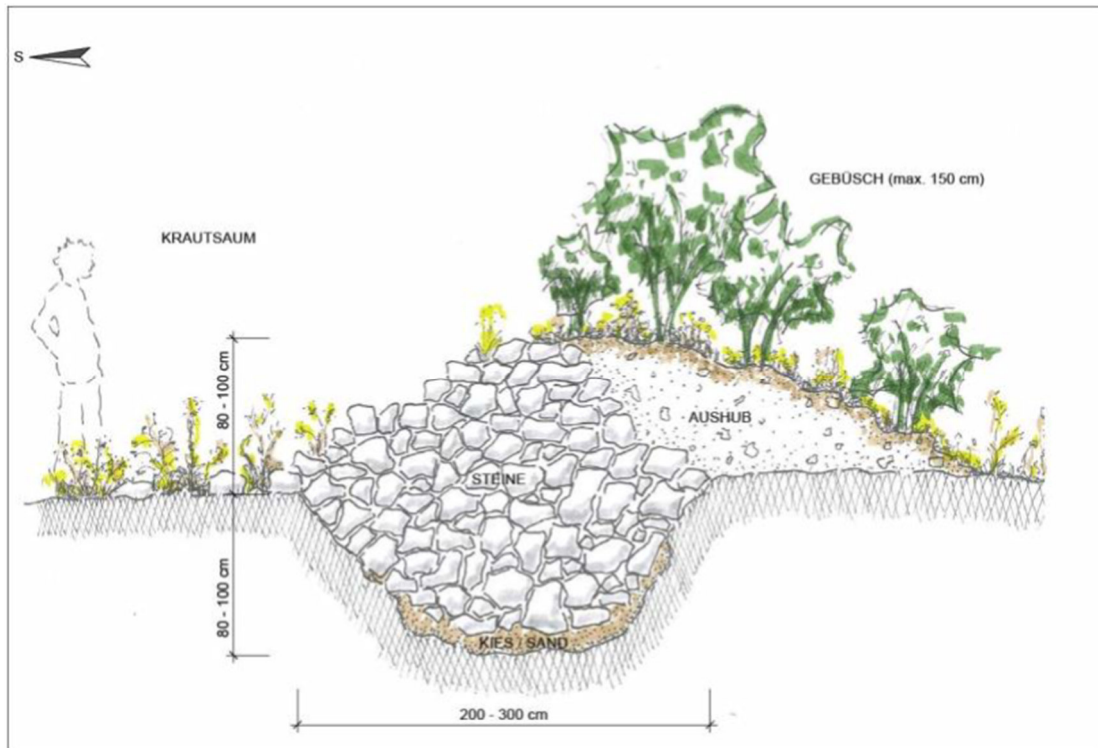 S
GEBÜSCH (max. 150 cm)
KRAUTSAUM
80 - 100 cm
AUSHUB
STEINE
80 - 100 cm
KIES / SAND
200 - 300 cm